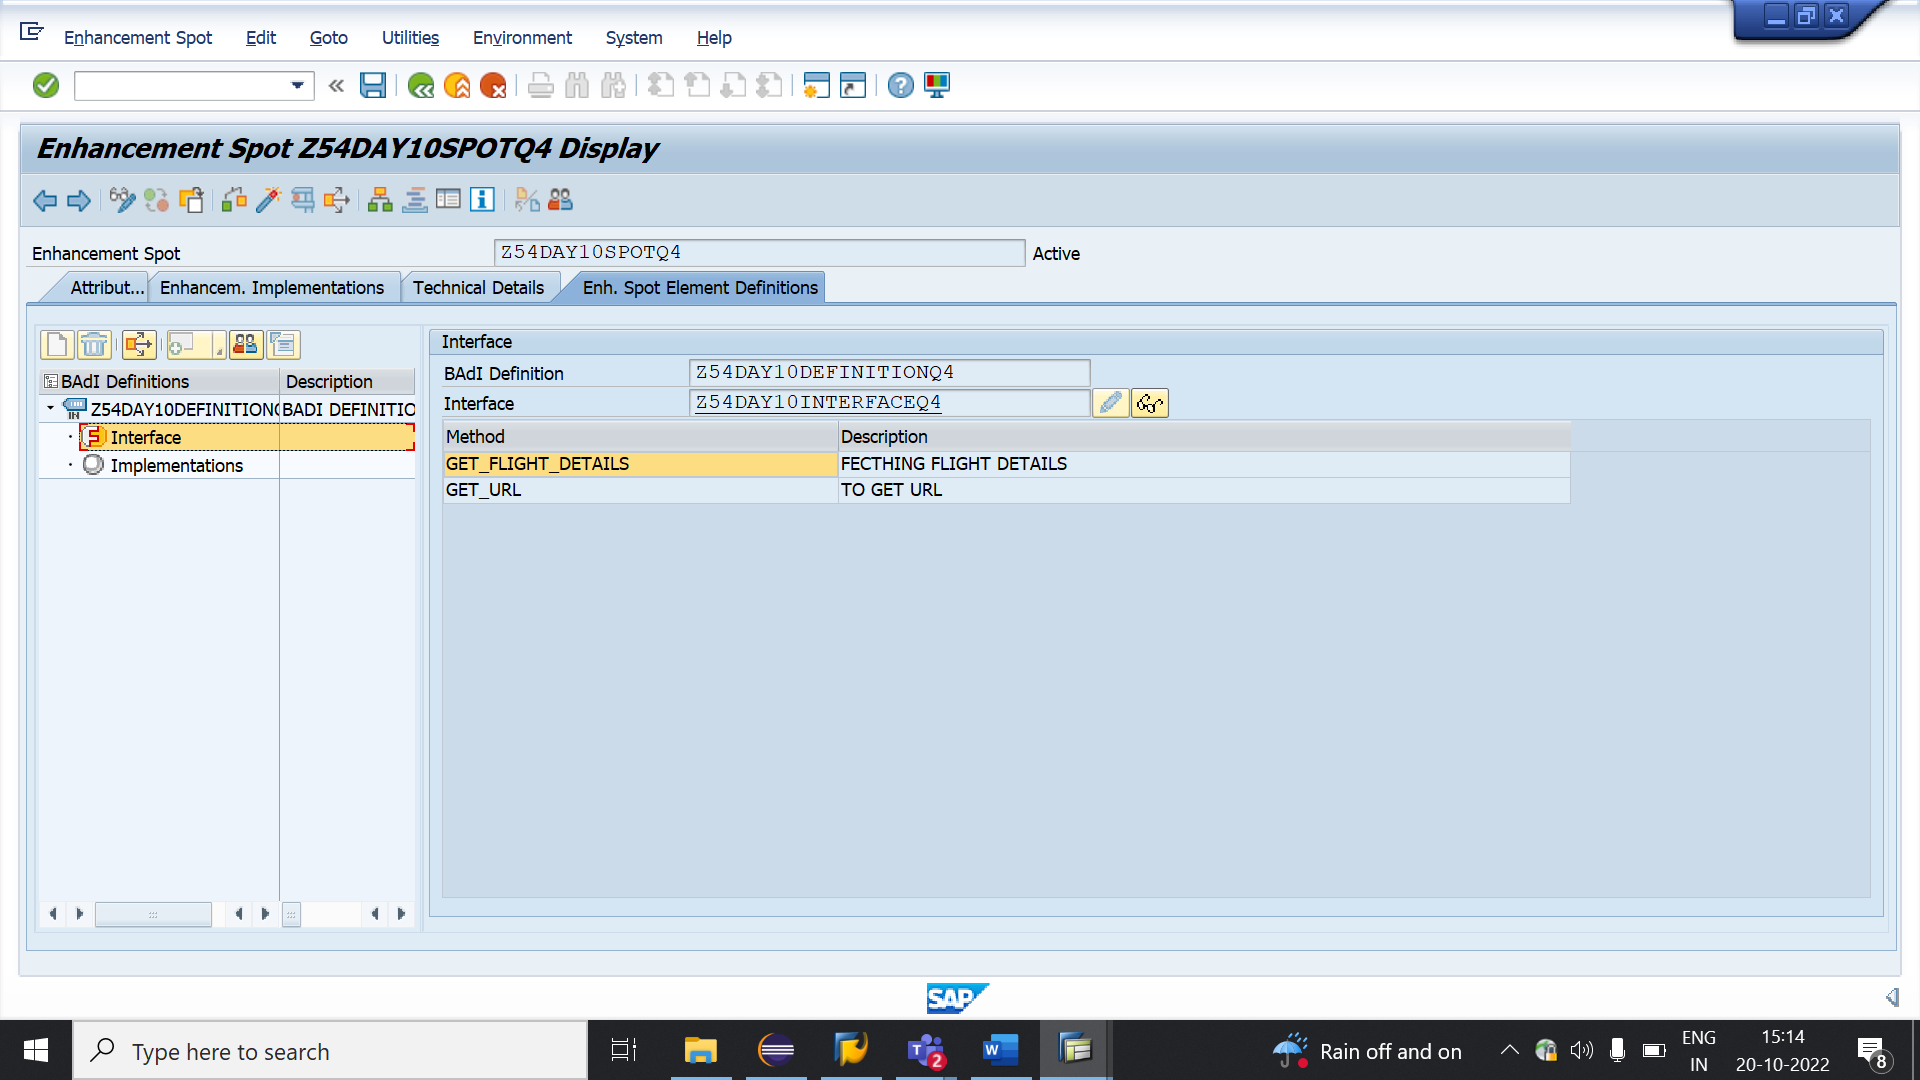 Enhancement Spot Edit Goto Utilities Environment System Help
Enhancement Spot Z54DAY10SPOTQ4 Display
Enhancement Spot Z54DAY10SPOTQ4 Active
Attribut... Enhancem. Implementations Technical Details Enh. Spot Element Definitions
Interface
BAdI Definition Z54DAY10DEFINITIONQ4
Interface Z54DAY10INTERFACEQ4
BAdI Definitions Description
Z54DAY10DEFINITION BADI DEFINITIO
Interface
Implementations
Method Description
GET_FLIGHT_DETAILS FECTHING FLIGHT DETAILS
GET_URL TO GET URL
SAP
Type here to search
2
Rain off and on
ENG
IN
15:14
20-10-2022
8